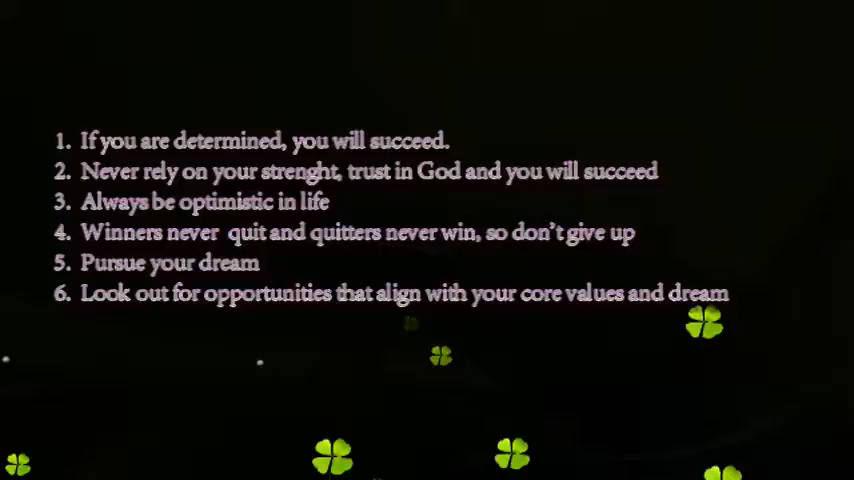 1. If you are determined, you will succeed.
2. Never rely on your strenght, trust in God and you will succeed
3. Always be optimistic in life
4. Winners never quit and quitters never win, so don't give up
5. Pursue your dream
6. Look out for opportunities that align with your core values and dream